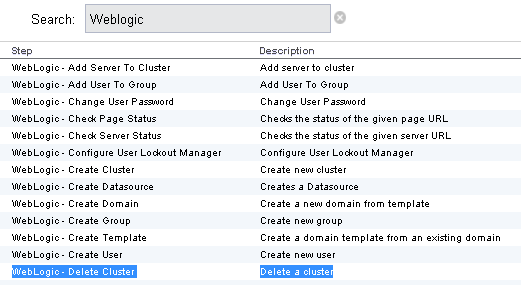 Search: Weblogic
Step Description
WebLogic - Add Server To Cluster Add server to cluster
WebLogic - Add User To Group Add User To Group
WebLogic - Change User Password Change User Password
WebLogic - Check Page Status Checks the status of the given page URL
WebLogic - Check Server Status Checks the status of the given server URL
WebLogic - Configure User Lockout Manager Configure User Lockout Manager
WebLogic - Create Cluster Create new cluster
WebLogic - Create Datasource Creates a Datasource
WebLogic - Create Domain Create a new domain from template
WebLogic - Create Group Create new group
WebLogic - Create Template Create a domain template from an existing domain
WebLogic - Create User Create new user
WebLogic - Delete Cluster Delete a cluster